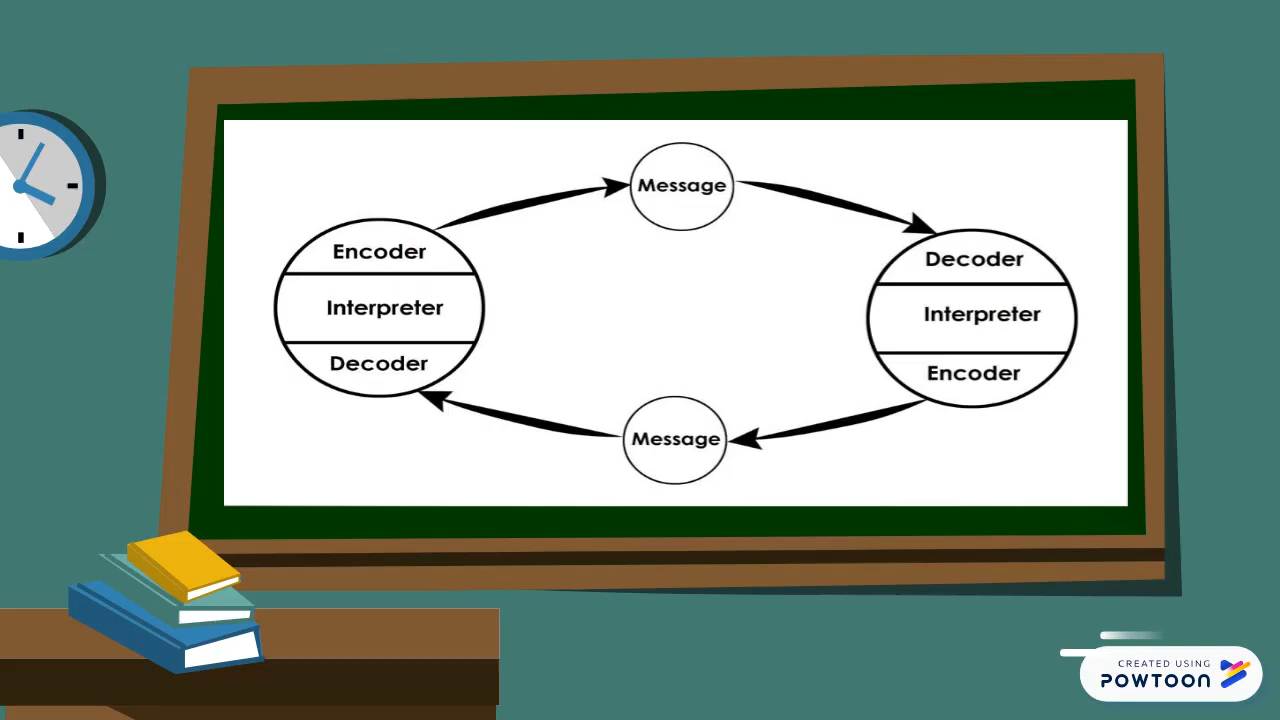 Message
Encoder
Interpreter
Decoder
Decoder
Interpreter
Encoder
Message
CREATED USING
POWTOON